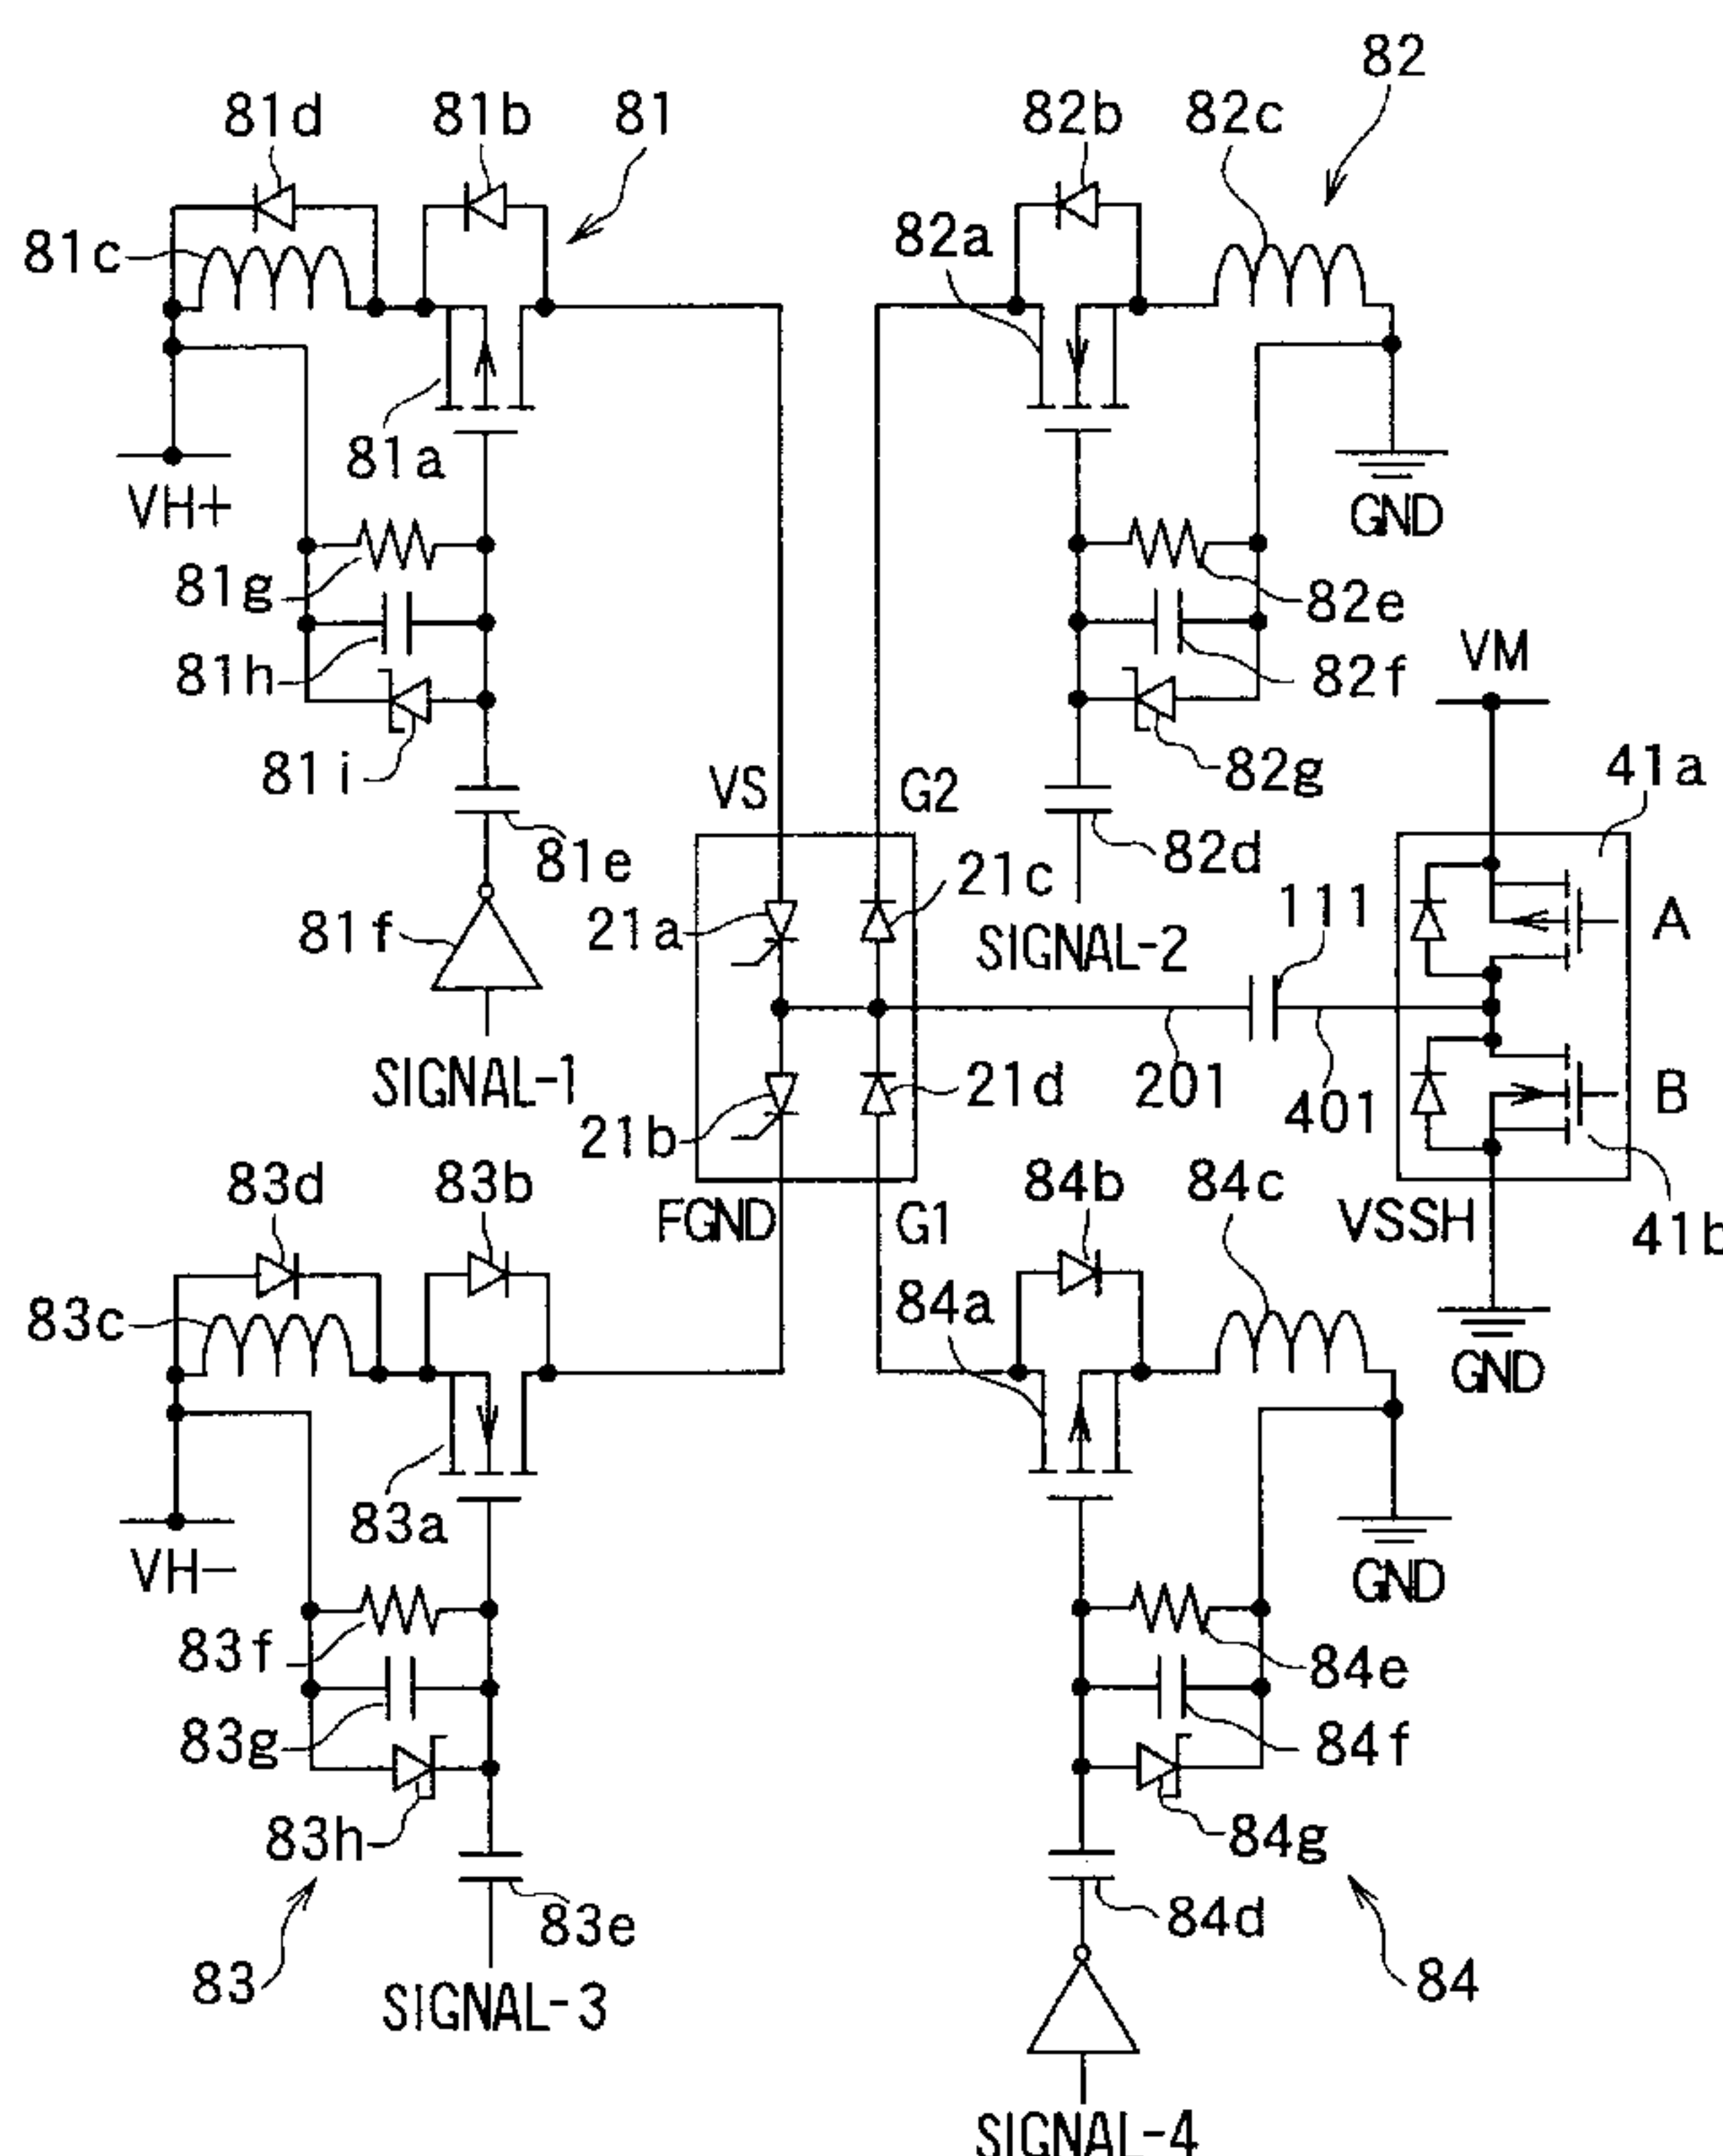 82
81d
81b
81
82b
82c
81c
82a
81a
VH+
GND
81g
82e
VM
81h
82f
41a
81i
VS
G2
82g
81e
82d
21c
111
81f
21a
SIGNAL-2
A
SIGNAL-1
21d
201
401
B
21b
83d
83b
FGND
G1
84b
84c
VSSH
41b
83c
84a
GND
83a
VH−
GND
83f
84e
83g
84f
83h
84g
83e
84d
83
SIGNAL-3
84
SIGNAL-4